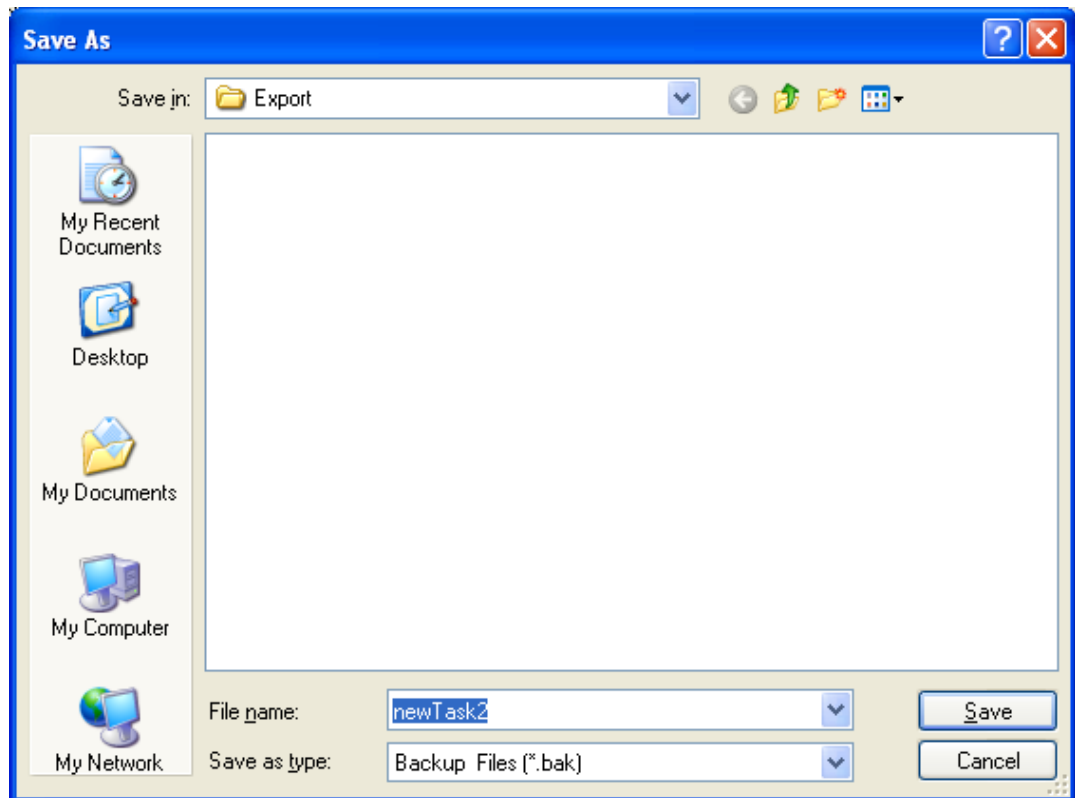 Save As
Save in:
Export
My Recent
Documents
Desktop
My Documents
My Computer
My Network
File name:
newTask2
Save
Save as type:
Backup Files (*.bak)
Cancel